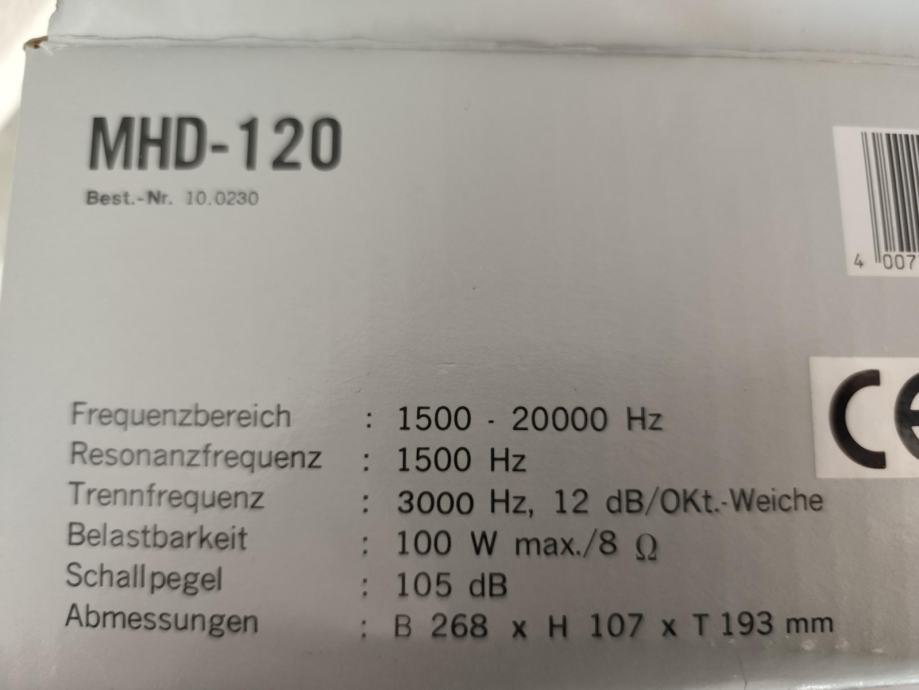 MHD-120
Best.-Nr. 10.0230
4 007
CE
Frequenzbereich : 1500 - 20000 Hz
Resonanzfrequenz : 1500 Hz
Trennfrequenz : 3000 Hz, 12 dB/OKt.-Weiche
Belastbarkeit : 100 W max./8 Ω
Schallpegel : 105 dB
Abmessungen : B 268 x H 107 x T 193 mm